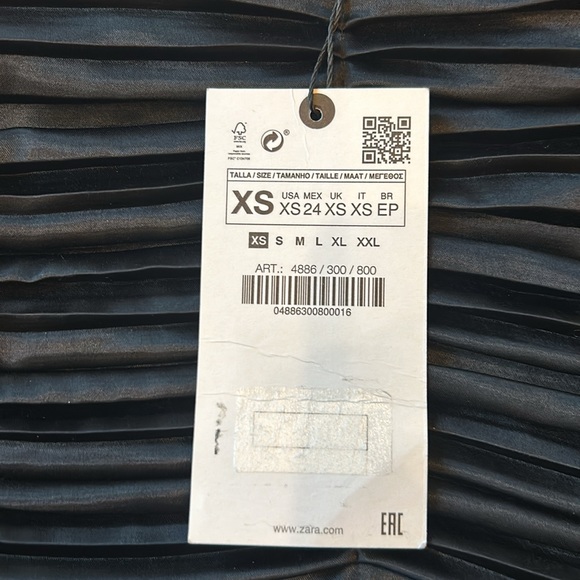 FSC
TALLA / SIZE / TAMANHO / TAILLE / MAAT / ΜΕΓΕΘΟΣ
XS USA MEX UK IT BR
XS 24 XS XS EP
XS S M L XL XXL
ART.: 4886 / 300 / 800
04886300800016
www.zara.com
EAC